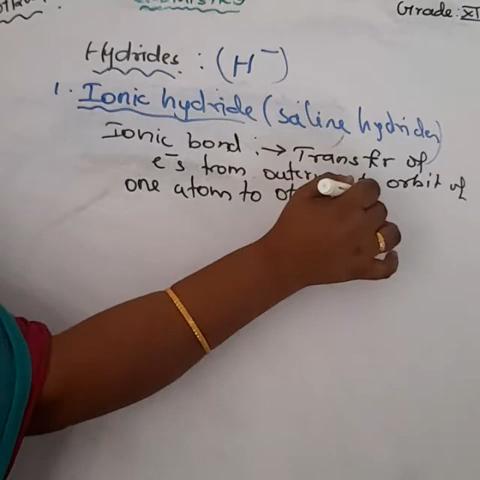 Grade: XI
Hydrides : (H⁻)
1. Ionic hydride (saline hydrides)
Ionic bond :→ Transfr of
e⁻s from outer orbit of
one atom to